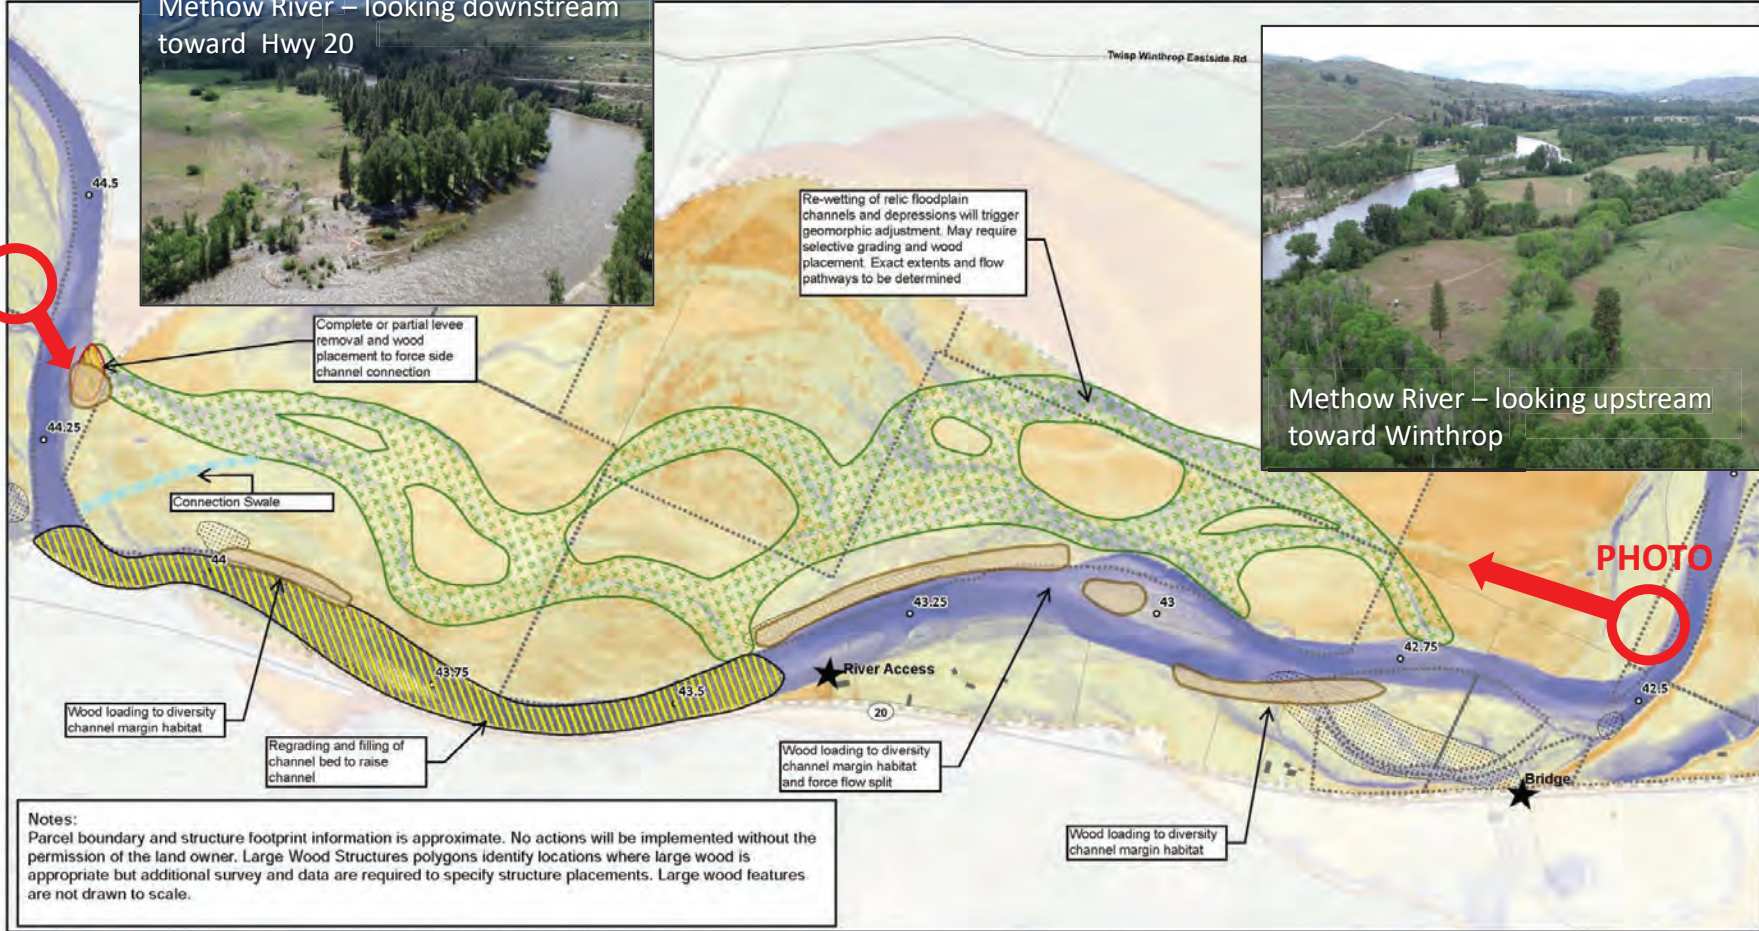 Methow River – looking downstream
toward Hwy 20
Twisp Winthrop Eastside Rd
44.5
Re-wetting of relic floodplain
channels and depressions will trigger
geomorphic adjustment. May require
selective grading and wood
placement. Exact extents and flow
pathways to be determined
Complete or partial levee
removal and wood
placement to force side
channel connection
Methow River – looking upstream
toward Winthrop
44.25
Connection Swale
44
PHOTO
43.25
43
42.75
43.75
River Access
43.5
42.5
20
Wood loading to diversity
channel margin habitat
Regrading and filling of
channel bed to raise
channel
Wood loading to diversity
channel margin habitat
and force flow split
Bridge
Wood loading to diversity
channel margin habitat
Notes:
Parcel boundary and structure footprint information is approximate. No actions will be implemented without the
permission of the land owner. Large Wood Structures polygons identify locations where large wood is
appropriate but additional survey and data are required to specify structure placements. Large wood features
are not drawn to scale.